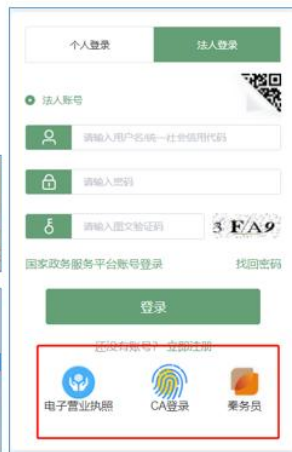 个人登录
法人登录
法人账号
请输入用户名/统一社会信用代码
请输入密码
请输入图文验证码
3 FA9
国家政务服务平台账号登录
找回密码
登录
还没有账号? 立即注册
电子营业执照
CA登录
秦务员